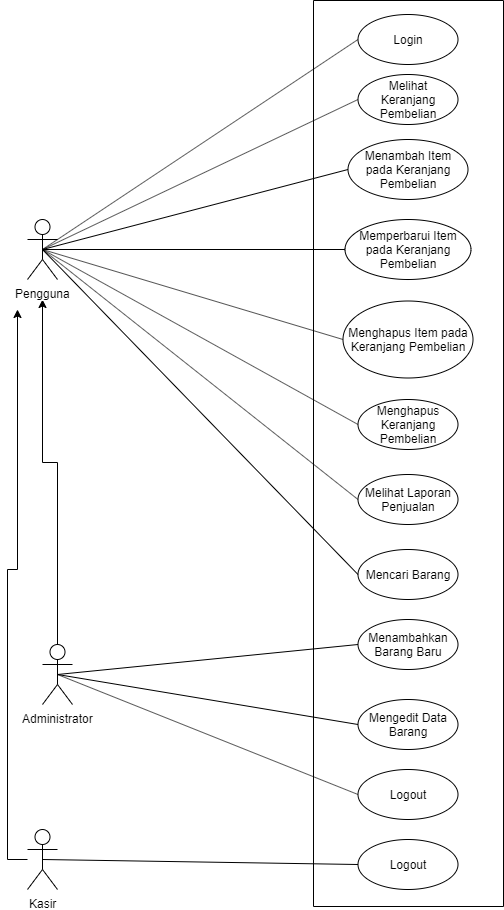 Login
Melihat
Keranjang
Pembelian
Menambah Item
pada Keranjang
Pembelian
Memperbarui Item
pada Keranjang
Pembelian
Pengguna
Menghapus Item pada
Keranjang Pembelian
Menghapus
Keranjang
Pembelian
Melihat Laporan
Penjualan
Mencari Barang
Menambahkan
Barang Baru
Administrator
Mengedit Data
Barang
Logout
Logout
Kasir